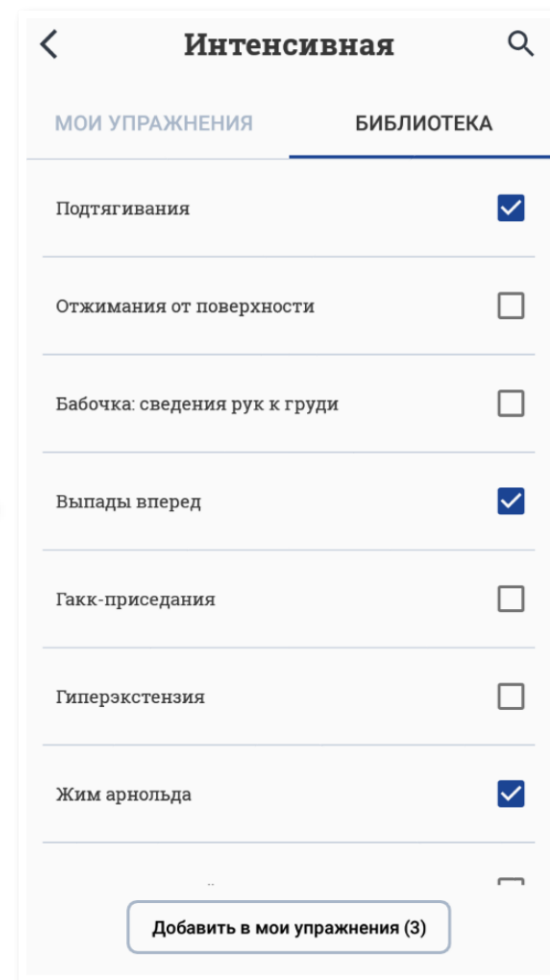 Интенсивная
МОИ УПРАЖНЕНИЯ БИБЛИОТЕКА
Подтягивания
Отжимания от поверхности
Бабочка: сведения рук к груди
Выпады вперед
Гакк-приседания
Гиперэкстензия
Жим арнольда
Добавить в мои упражнения (3)